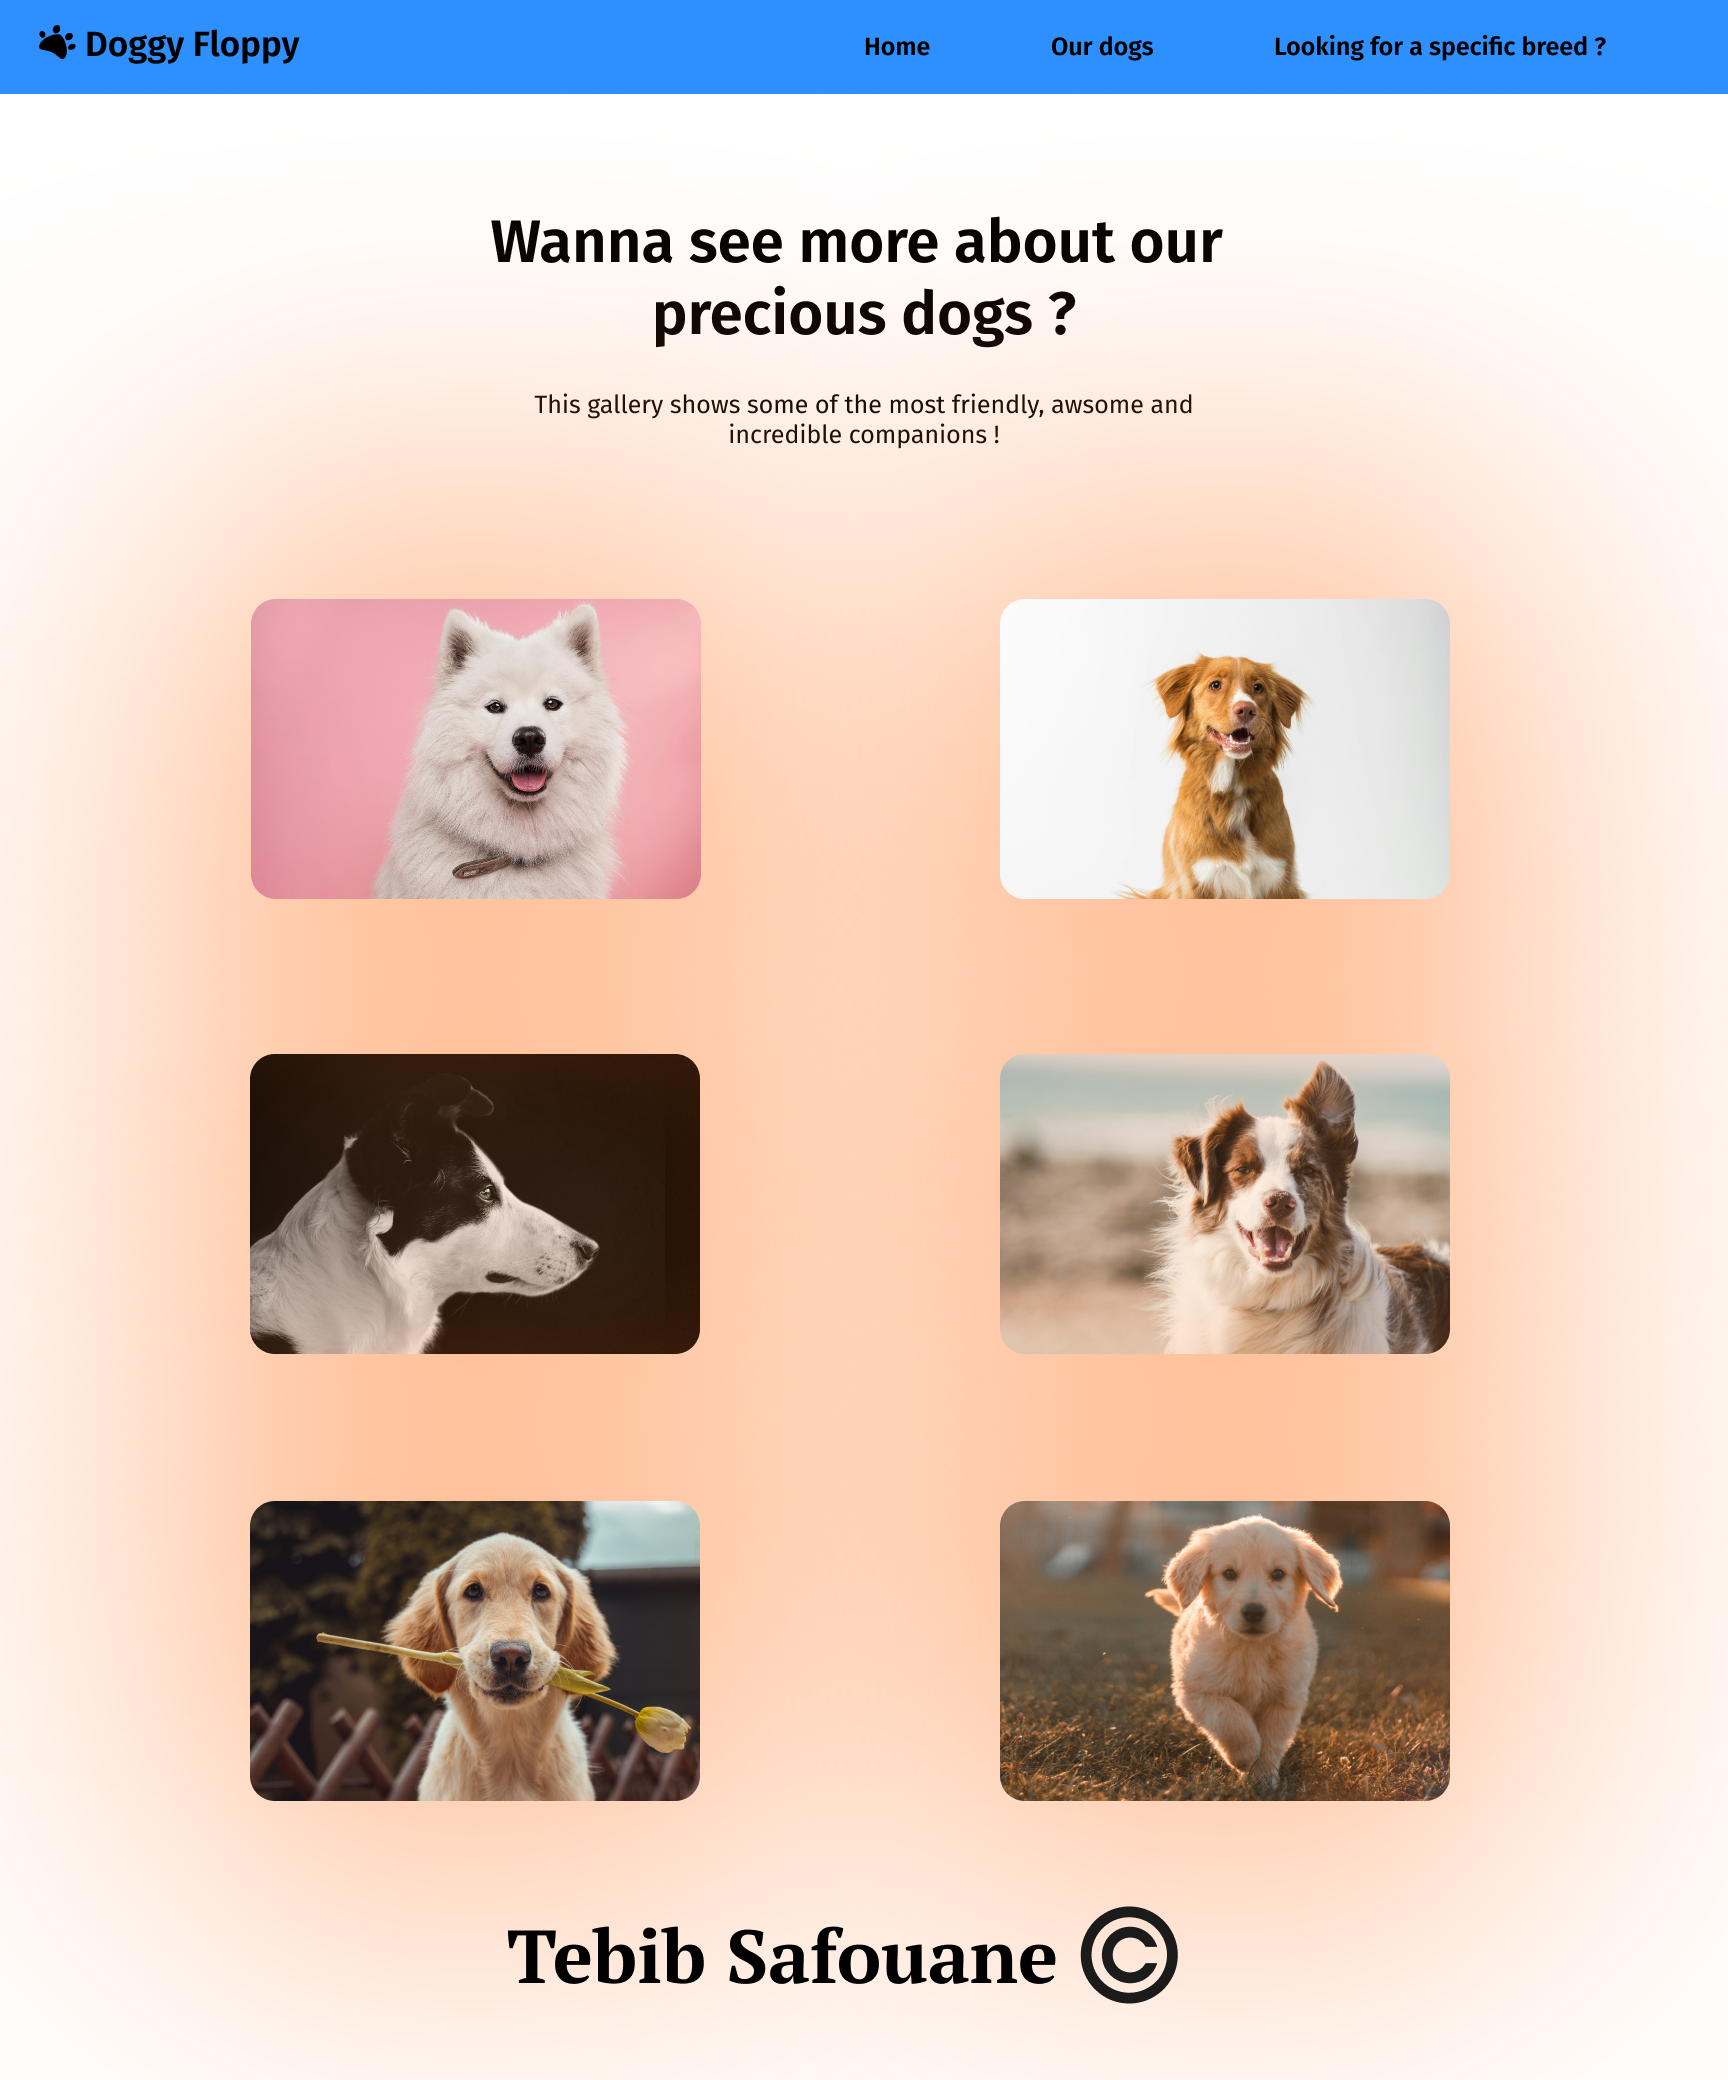 Doggy Floppy
Home
Our dogs
Looking for a specific breed ?
Wanna see more about our
precious dogs ?
This gallery shows some of the most friendly, awsome and
incredible companions !
Tebib Safouane ©